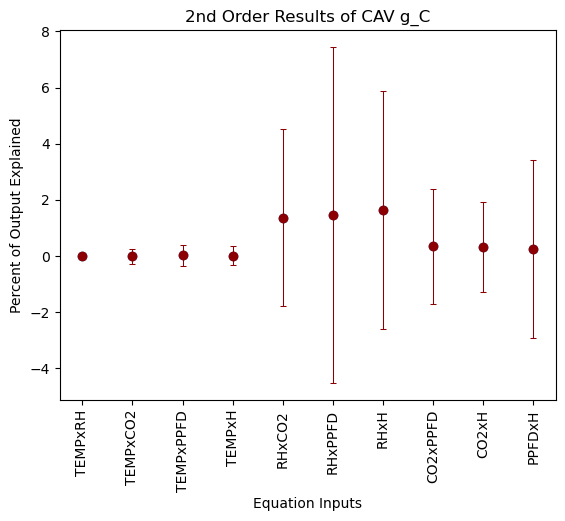 2nd Order Results of CAV g_C
Percent of Output Explained
8
6
4
2
0
−2
−4
TEMPxRH
TEMPxCO2
TEMPxPPFD
TEMPxH
RHxCO2
RHxPPFD
RHxH
CO2xPPFD
CO2xH
PPFDxH
Equation Inputs